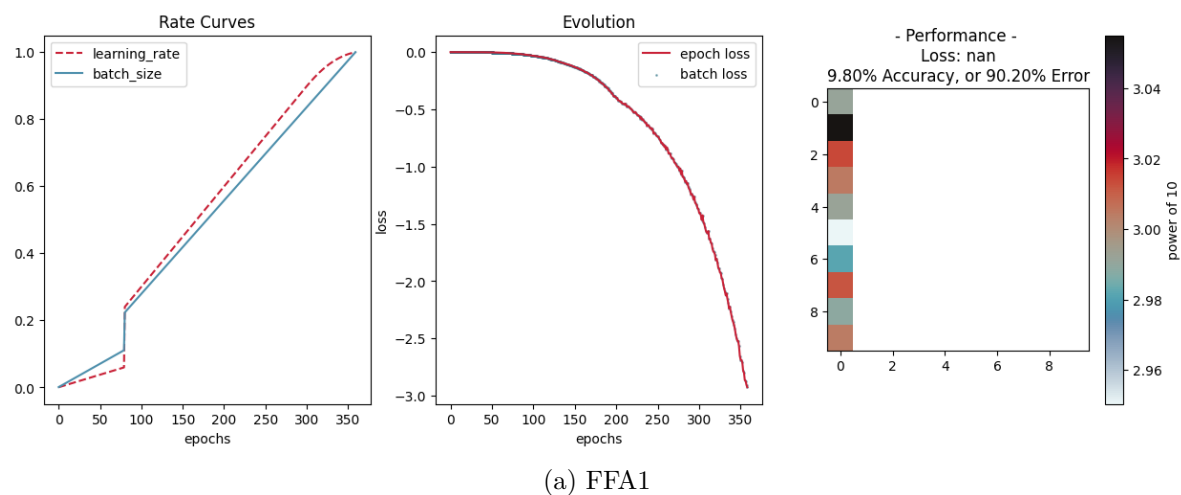 Rate Curves
1.0
0.8
0.6
0.4
0.2
0.0
learning_rate
batch_size
0 50 100 150 200 250 300 350
epochs
Evolution
0.0
−0.5
−1.0
−1.5
−2.0
−2.5
−3.0
loss
epoch loss
batch loss
0 50 100 150 200 250 300 350
epochs
- Performance -
Loss: nan
9.80% Accuracy, or 90.20% Error
0
2
4
6
8
0 2 4 6 8
3.04
3.02
3.00
2.98
2.96
power of 10
(a) FFA1